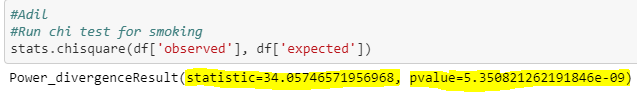 #Adil
#Run chi test for smoking
stats.chisquare(df['observed'], df['expected'])
Power_divergenceResult(statistic=34.05746571956968, pvalue=5.350821262191846e-09)